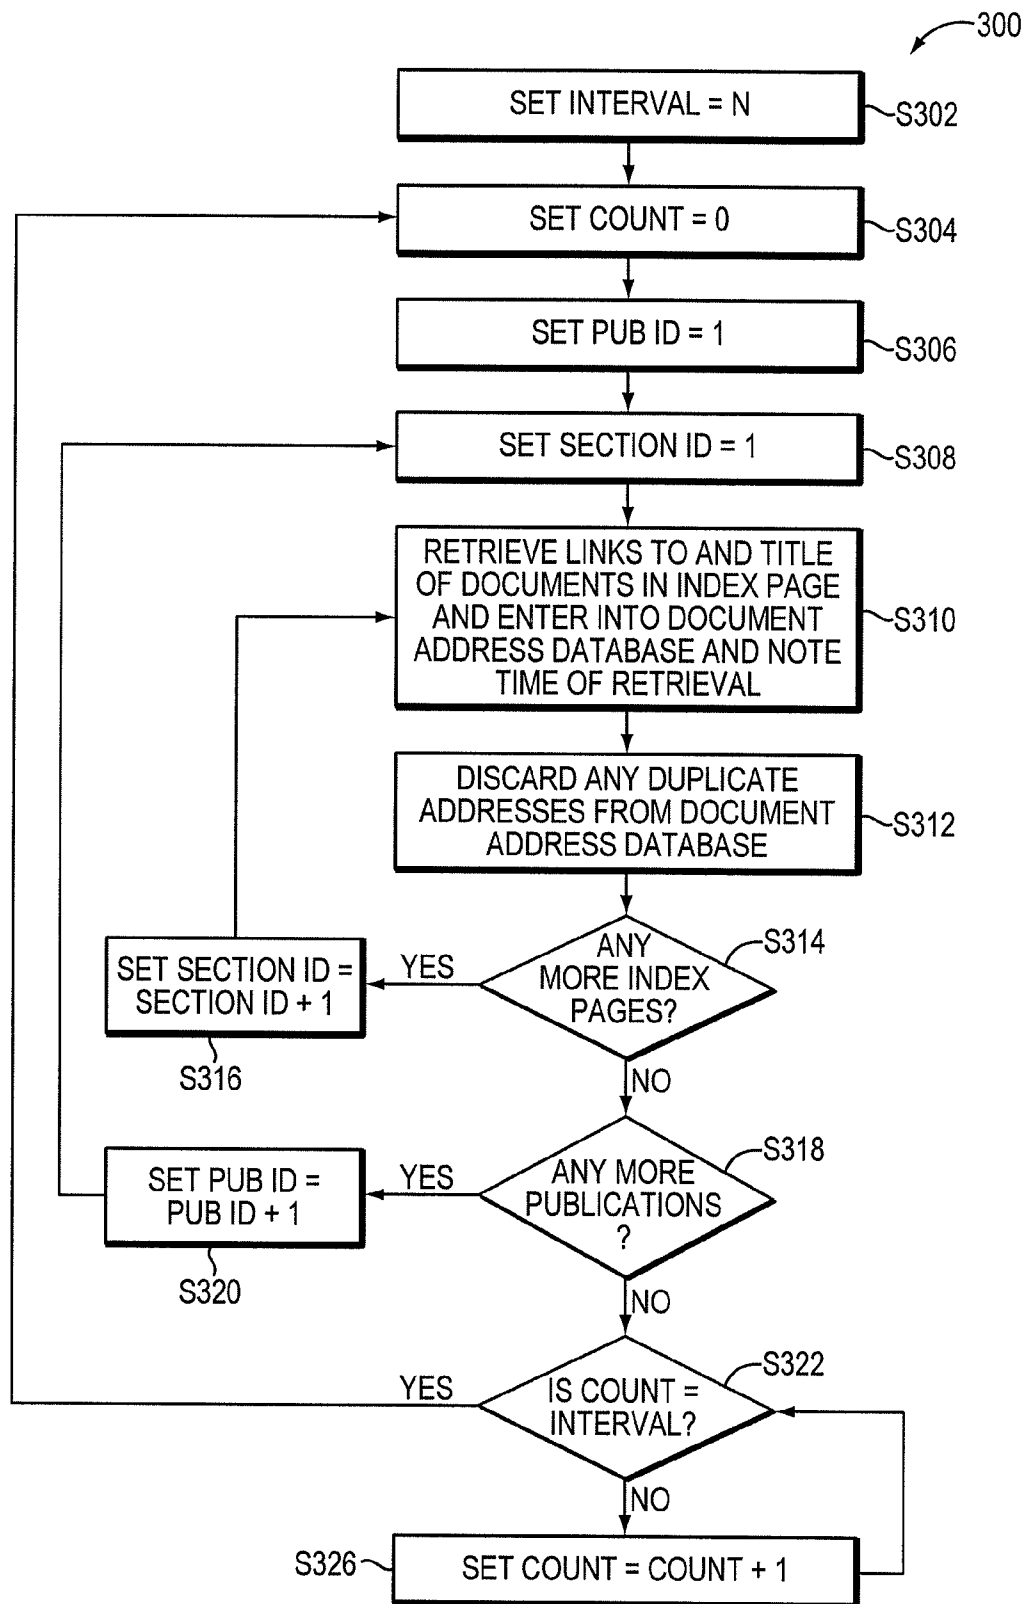 300
SET INTERVAL = N
S302
SET COUNT = 0
S304
SET PUB ID = 1
S306
SET SECTION ID = 1
S308
RETRIEVE LINKS TO AND TITLE
OF DOCUMENTS IN INDEX PAGE
AND ENTER INTO DOCUMENT
ADDRESS DATABASE AND NOTE
TIME OF RETRIEVAL
S310
DISCARD ANY DUPLICATE
ADDRESSES FROM DOCUMENT
ADDRESS DATABASE
S312
ANY
MORE INDEX
PAGES?
S314
YES
SET SECTION ID =
SECTION ID + 1
S316
NO
ANY MORE
PUBLICATIONS
?
S318
YES
SET PUB ID =
PUB ID + 1
S320
NO
IS COUNT =
INTERVAL?
S322
YES
NO
SET COUNT = COUNT + 1
S326